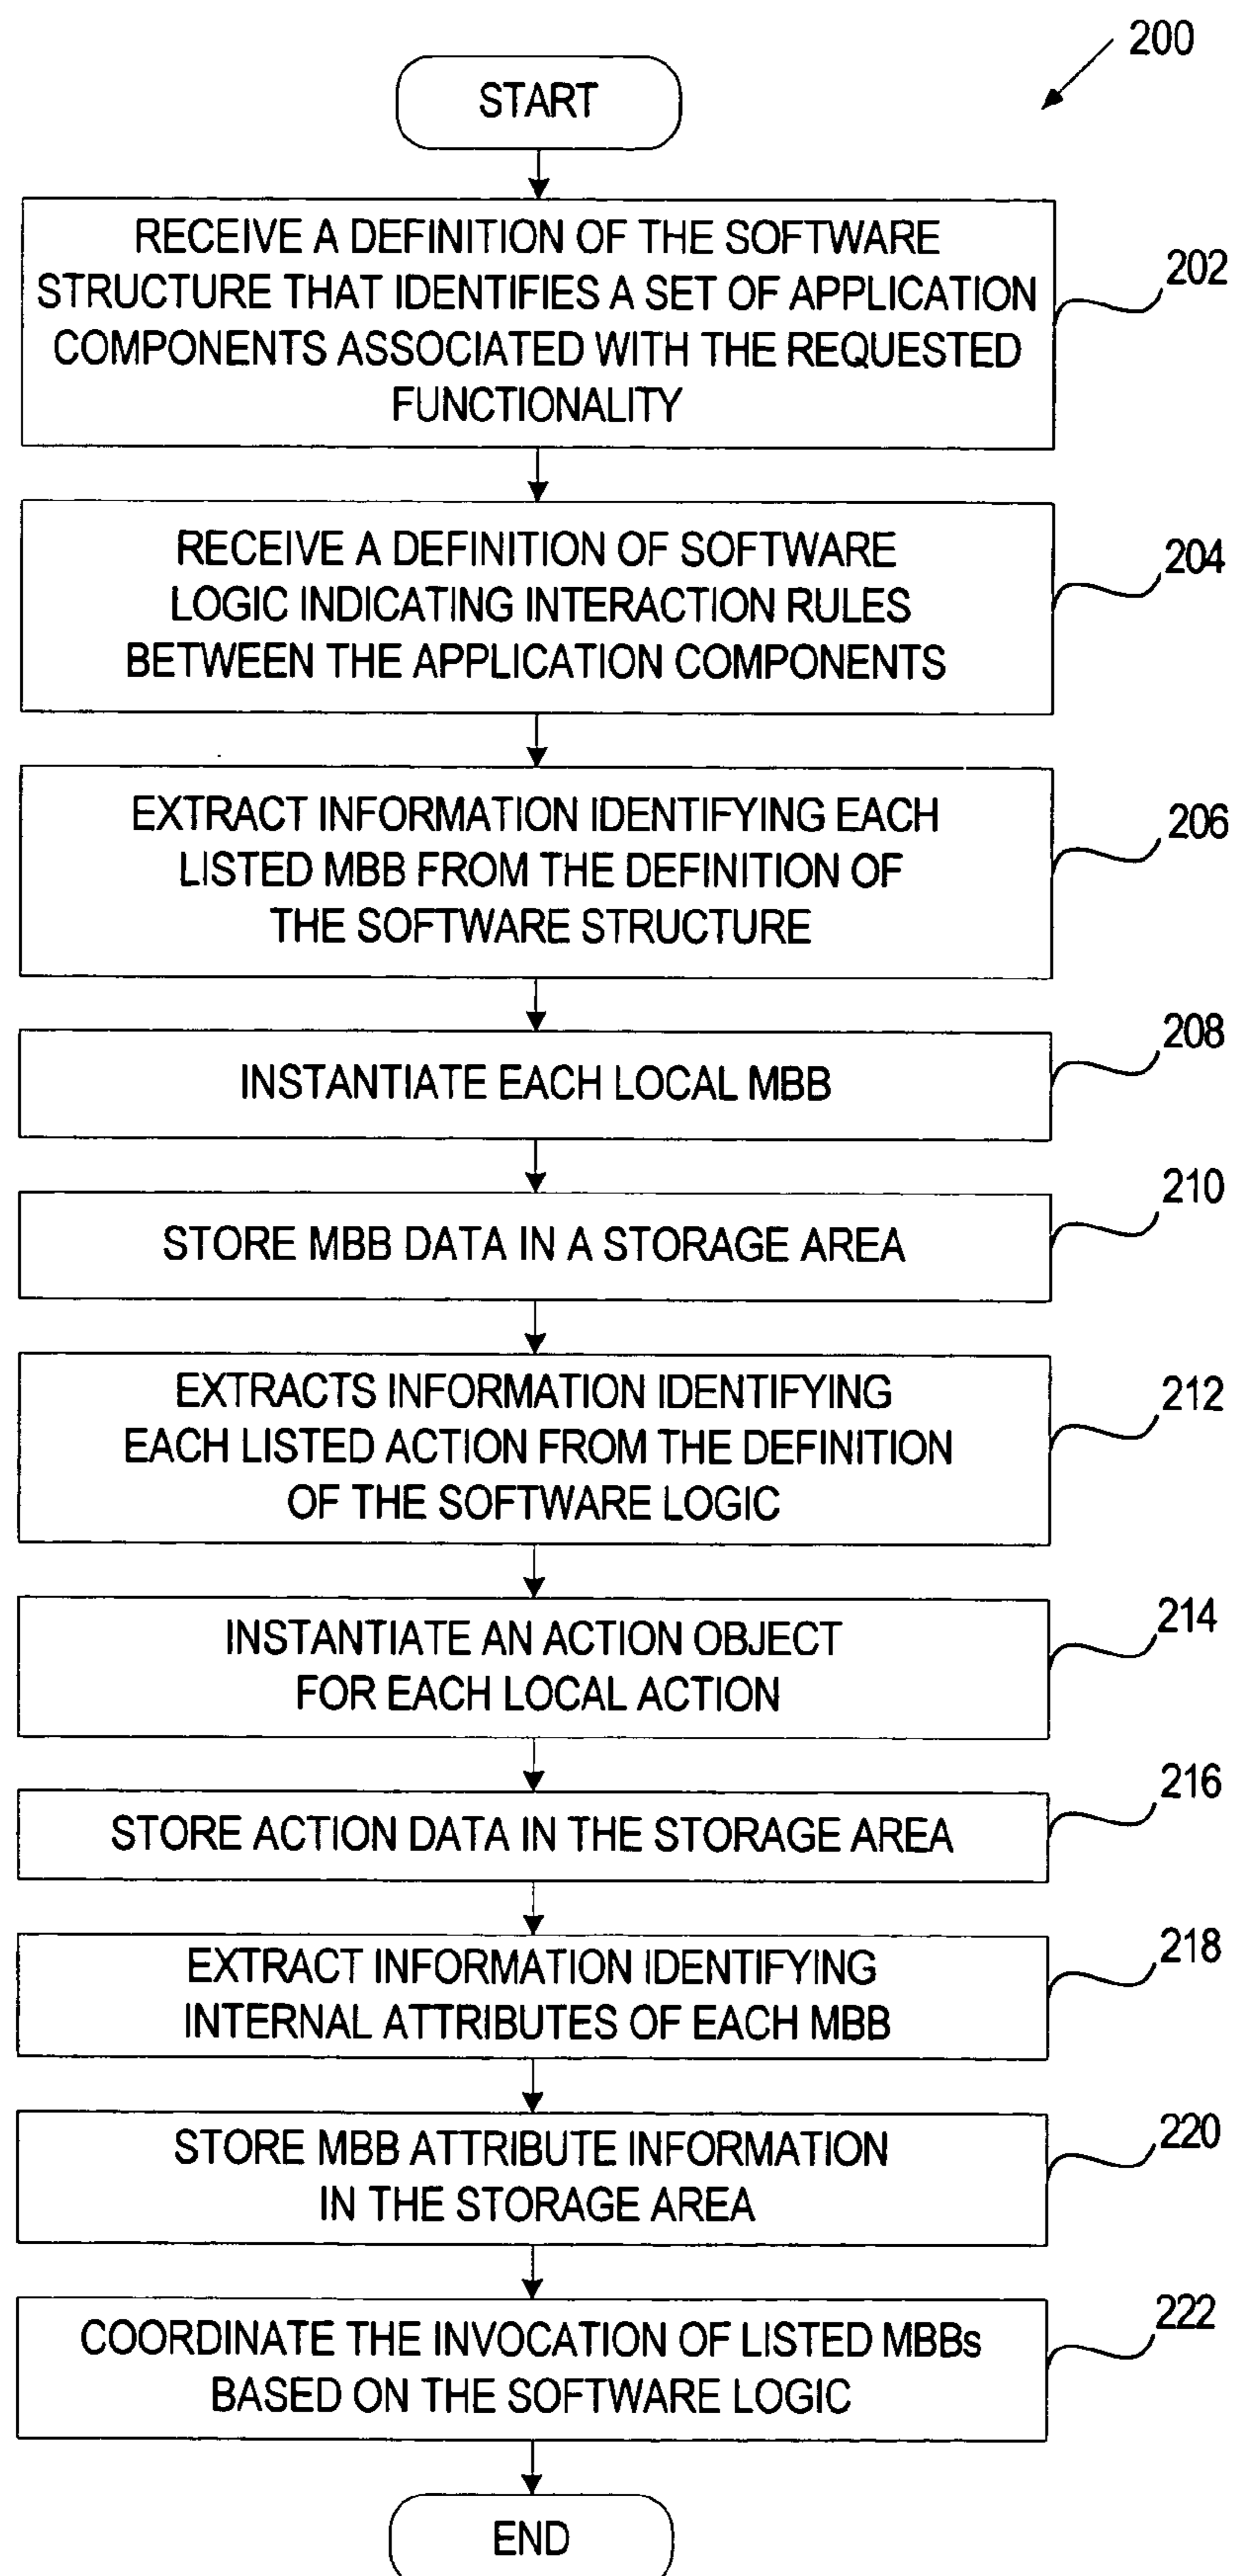 200
START
RECEIVE A DEFINITION OF THE SOFTWARE
STRUCTURE THAT IDENTIFIES A SET OF APPLICATION
COMPONENTS ASSOCIATED WITH THE REQUESTED
FUNCTIONALITY
202
RECEIVE A DEFINITION OF SOFTWARE
LOGIC INDICATING INTERACTION RULES
BETWEEN THE APPLICATION COMPONENTS
204
EXTRACT INFORMATION IDENTIFYING EACH
LISTED MBB FROM THE DEFINITION OF
THE SOFTWARE STRUCTURE
206
INSTANTIATE EACH LOCAL MBB
208
STORE MBB DATA IN A STORAGE AREA
210
EXTRACTS INFORMATION IDENTIFYING
EACH LISTED ACTION FROM THE DEFINITION
OF THE SOFTWARE LOGIC
212
INSTANTIATE AN ACTION OBJECT
FOR EACH LOCAL ACTION
214
STORE ACTION DATA IN THE STORAGE AREA
216
EXTRACT INFORMATION IDENTIFYING
INTERNAL ATTRIBUTES OF EACH MBB
218
STORE MBB ATTRIBUTE INFORMATION
IN THE STORAGE AREA
220
COORDINATE THE INVOCATION OF LISTED MBBs
BASED ON THE SOFTWARE LOGIC
222
END